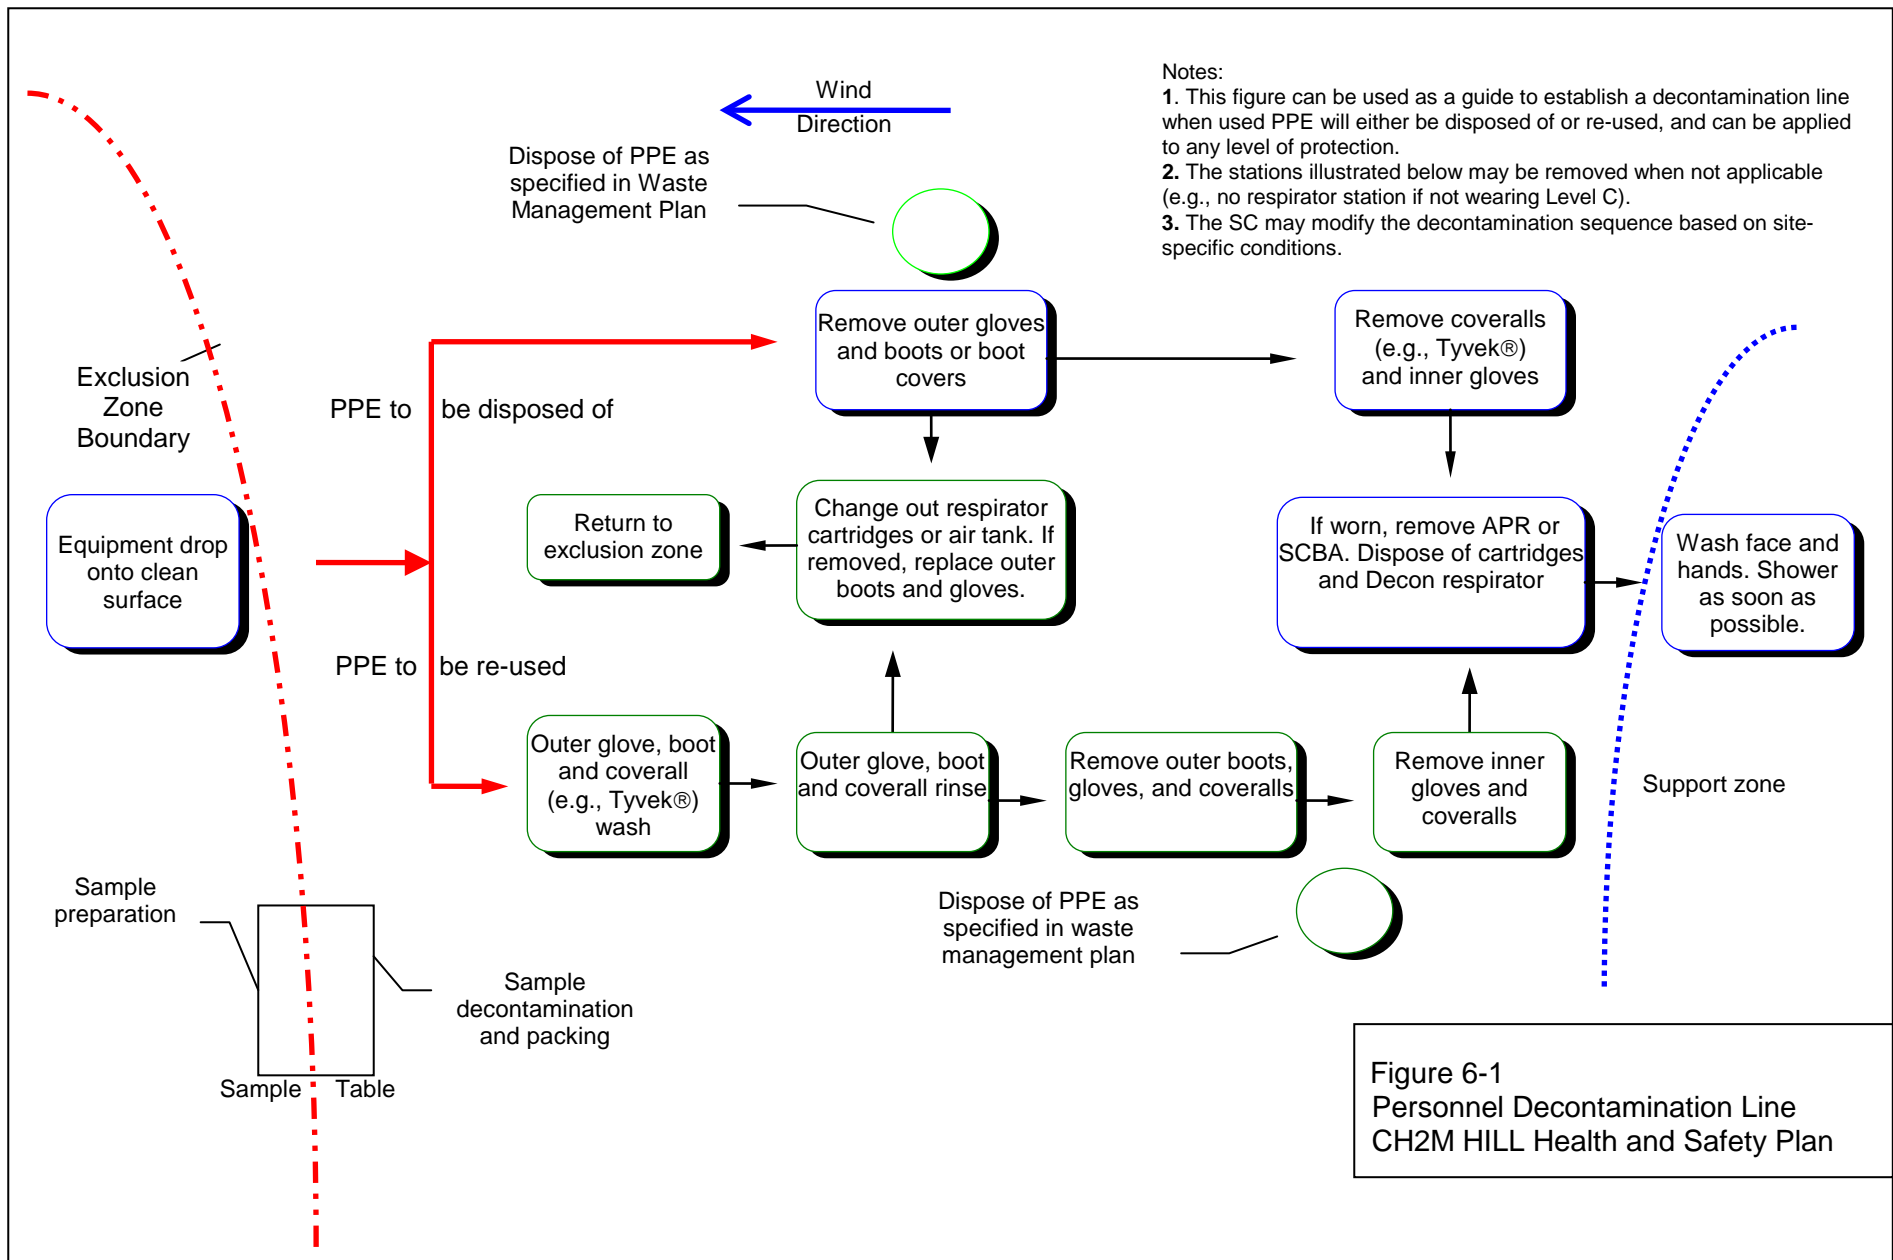 Notes:
1. This figure can be used as a guide to establish a decontamination line
when used PPE will either be disposed of or re-used, and can be applied
to any level of protection.
2. The stations illustrated below may be removed when not applicable
(e.g., no respirator station if not wearing Level C).
3. The SC may modify the decontamination sequence based on site-
specific conditions.
Wind
Direction
Dispose of PPE as
specified in Waste
Management Plan
Exclusion
Zone
Boundary
Remove outer gloves
and boots or boot
covers
Remove coveralls
(e.g., Tyvek®)
and inner gloves
PPE to be disposed of
Equipment drop
onto clean
surface
Return to
exclusion zone
Change out respirator
cartridges or air tank. If
removed, replace outer
boots and gloves.
If worn, remove APR or
SCBA. Dispose of cartridges
and Decon respirator
Wash face and
hands. Shower
as soon as
possible.
PPE to be re-used
Outer glove, boot
and coverall
(e.g., Tyvek®)
wash
Outer glove, boot
and coverall rinse
Remove outer boots,
gloves, and coveralls
Remove inner
gloves and
coveralls
Support zone
Dispose of PPE as
specified in waste
management plan
Sample
preparation
Sample
decontamination
and packing
Sample Table
Figure 6-1
Personnel Decontamination Line
CH2M HILL Health and Safety Plan